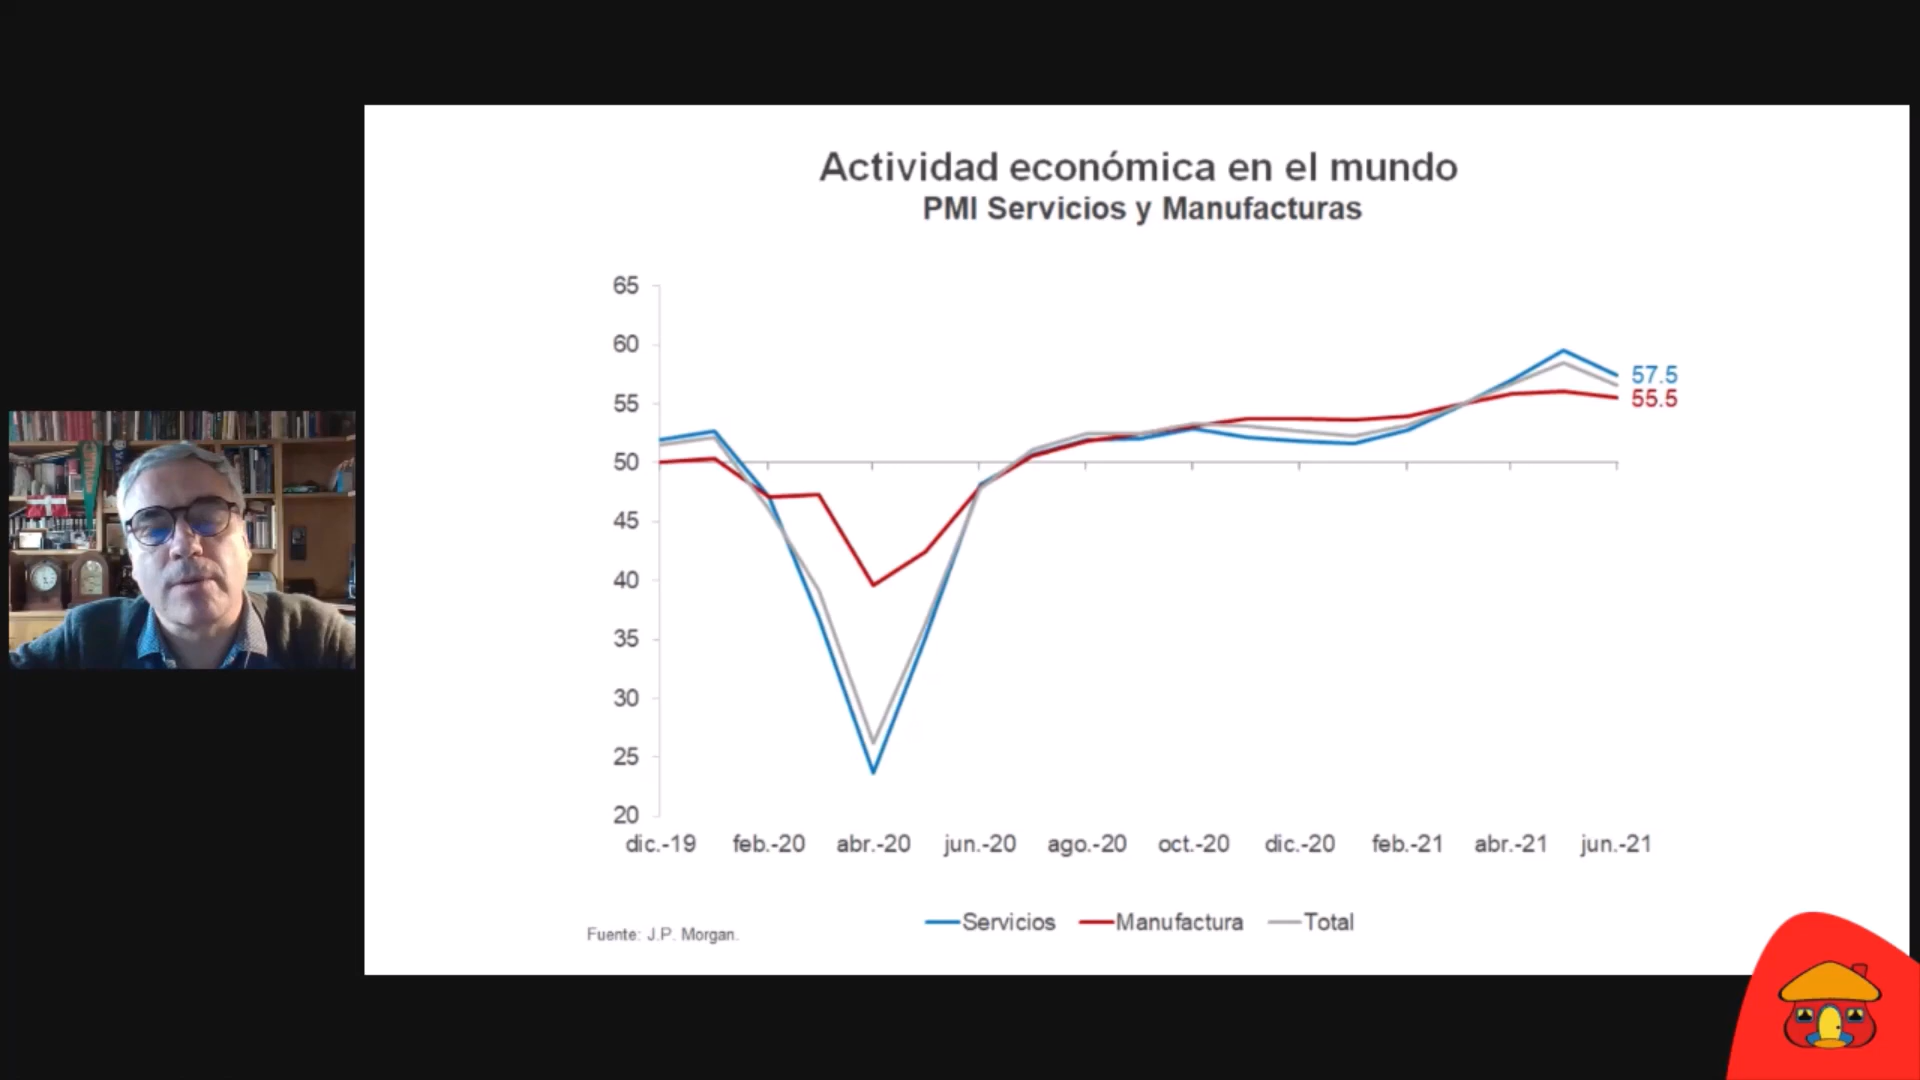 Actividad económica en el mundo
PMI Servicios y Manufacturas
65
60
55
50
45
40
35
30
25
20
57.5
55.5
dic.-19 feb.-20 abr.-20 jun.-20 ago.-20 oct.-20 dic.-20 feb.-21 abr.-21 jun.-21
Servicios Manufactura Total
Fuente: J.P. Morgan.